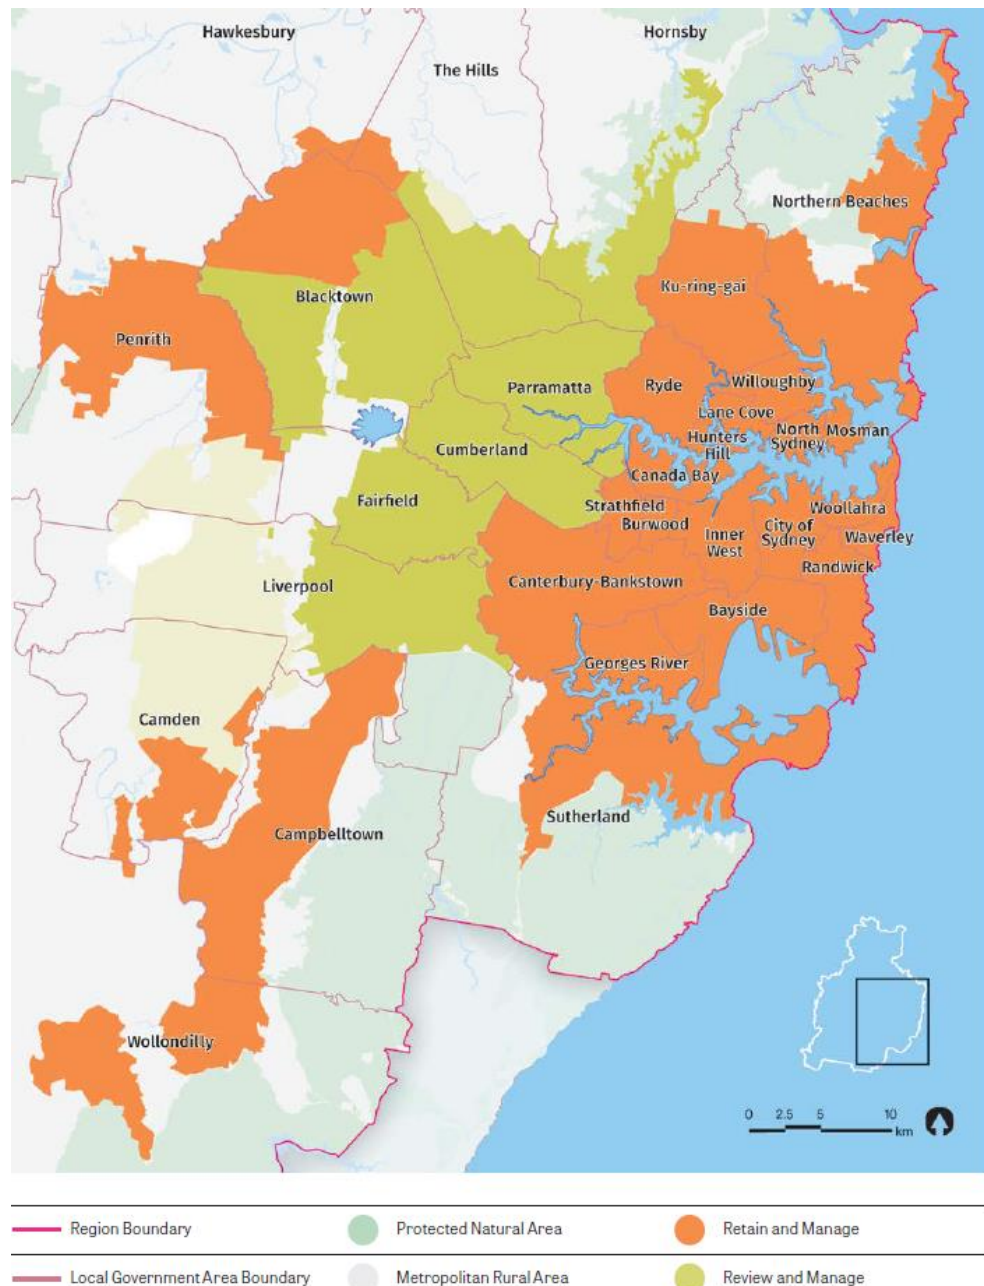 Hawkesbury
Hornsby
The Hills
Northern Beaches
Ku-ring-gai
Blacktown
Penrith
Parramatta
Ryde
Willoughby
Lane Cove
Hunters
Hill
North
Sydney
Mosman
Cumberland
Canada Bay
Fairfield
Strathfield
Burwood
Woollahra
Inner
West
City of
Sydney
Waverley
Randwick
Liverpool
Canterbury-Bankstown
Bayside
Georges River
Camden
Sutherland
Campbelltown
Wollondilly
0 2.5 5 10
km
Region Boundary
Protected Natural Area
Retain and Manage
Local Government Area Boundary
Metropolitan Rural Area
Review and Manage